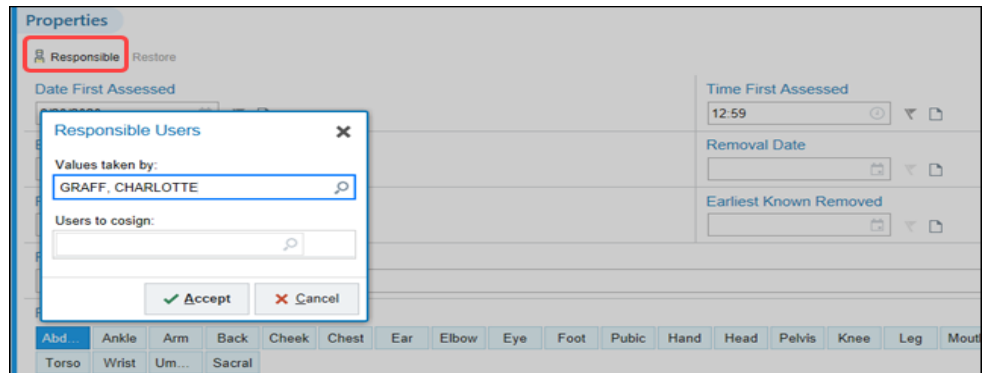 Properties
Responsible Restore
Date First Assessed Time First Assessed
12:59
Responsible Users
Removal Date
Values taken by:
GRAFF, CHARLOTTE
Earliest Known Removed
Users to cosign:
Accept Cancel
Abd... Ankle Arm Back Cheek Chest Ear Elbow Eye Foot Pubic Hand Head Pelvis Knee Leg Mouth
Torso Wrist Um... Sacral